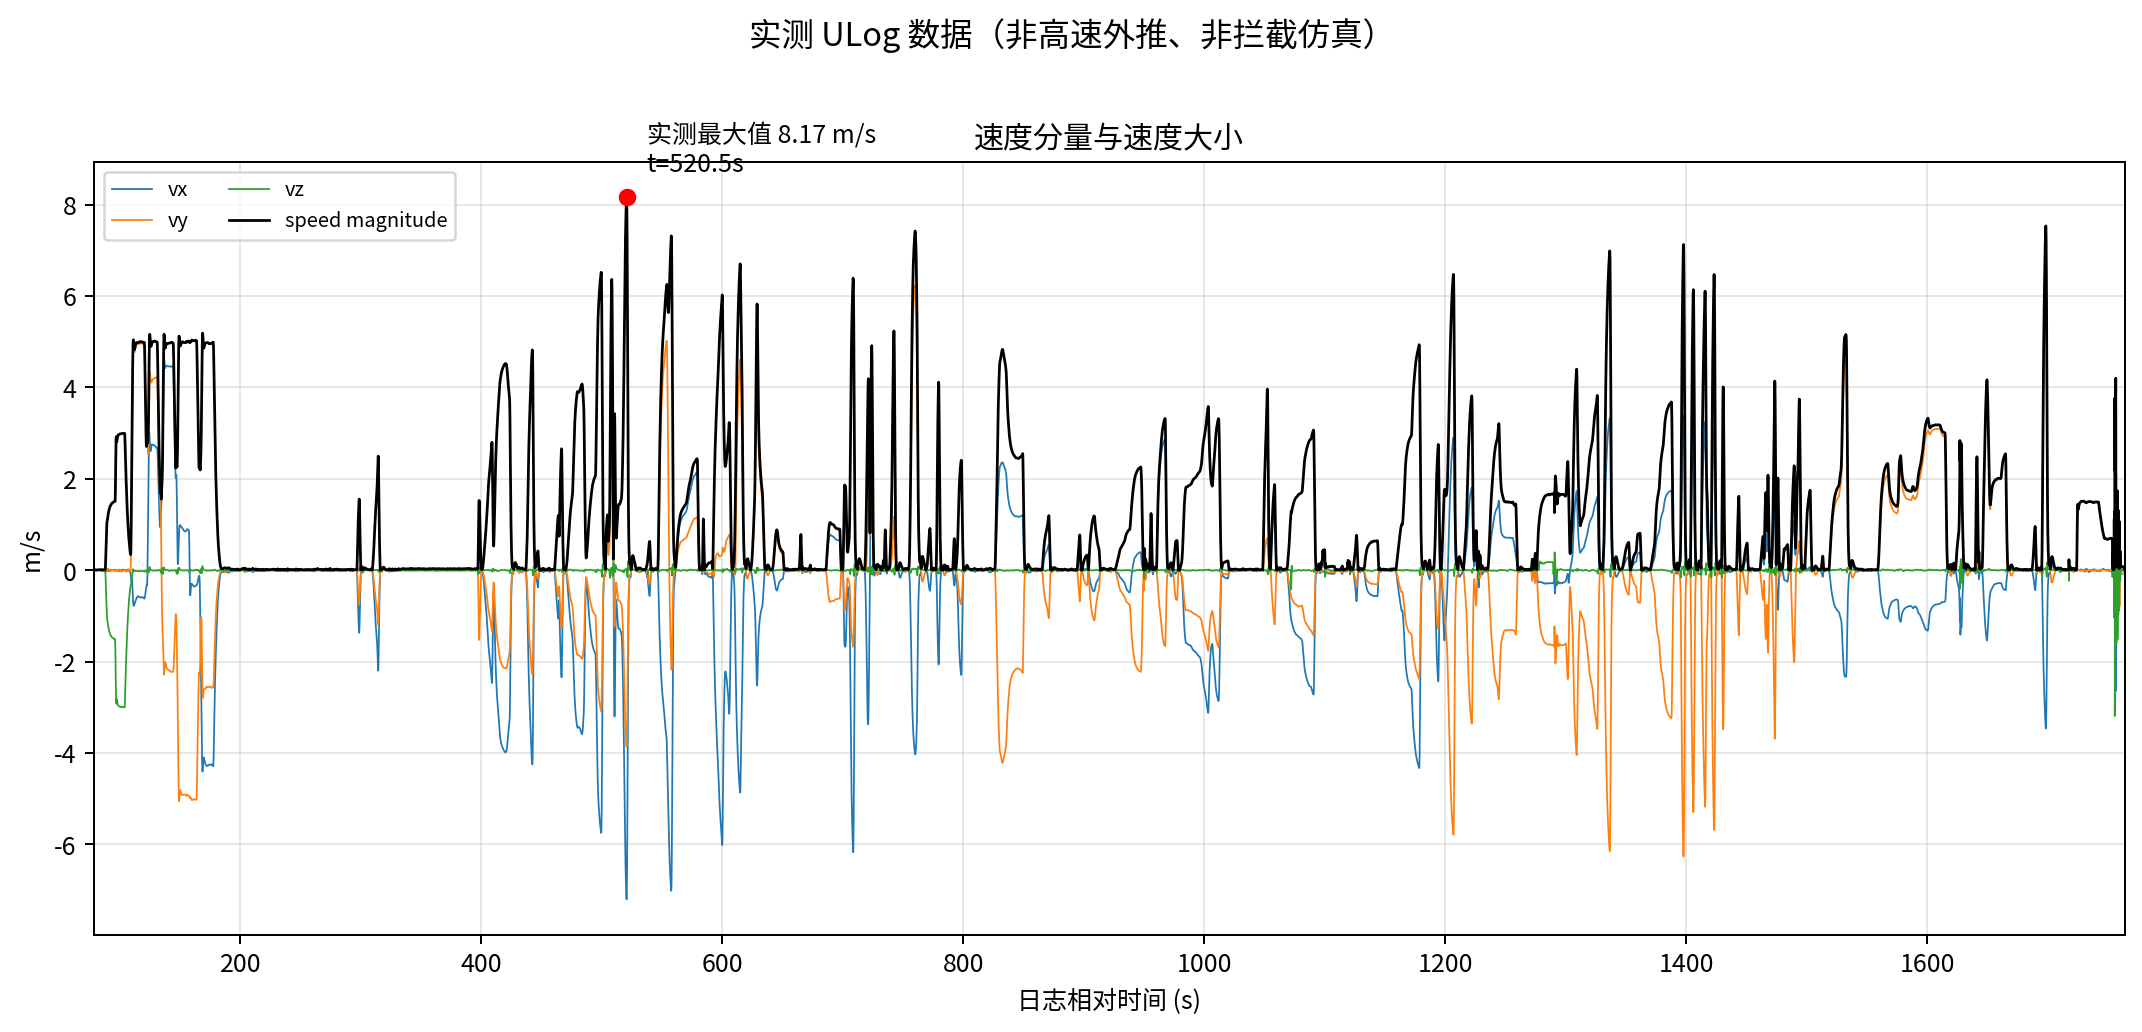 实测 ULog 数据（非高速外推、非拦截仿真）
实测最大值 8.17 m/s
t=520.5s
速度分量与速度大小
vx
vy
vz
speed magnitude
m/s
8
6
4
2
0
-2
-4
-6
200 400 600 800 1000 1200 1400 1600
日志相对时间 (s)